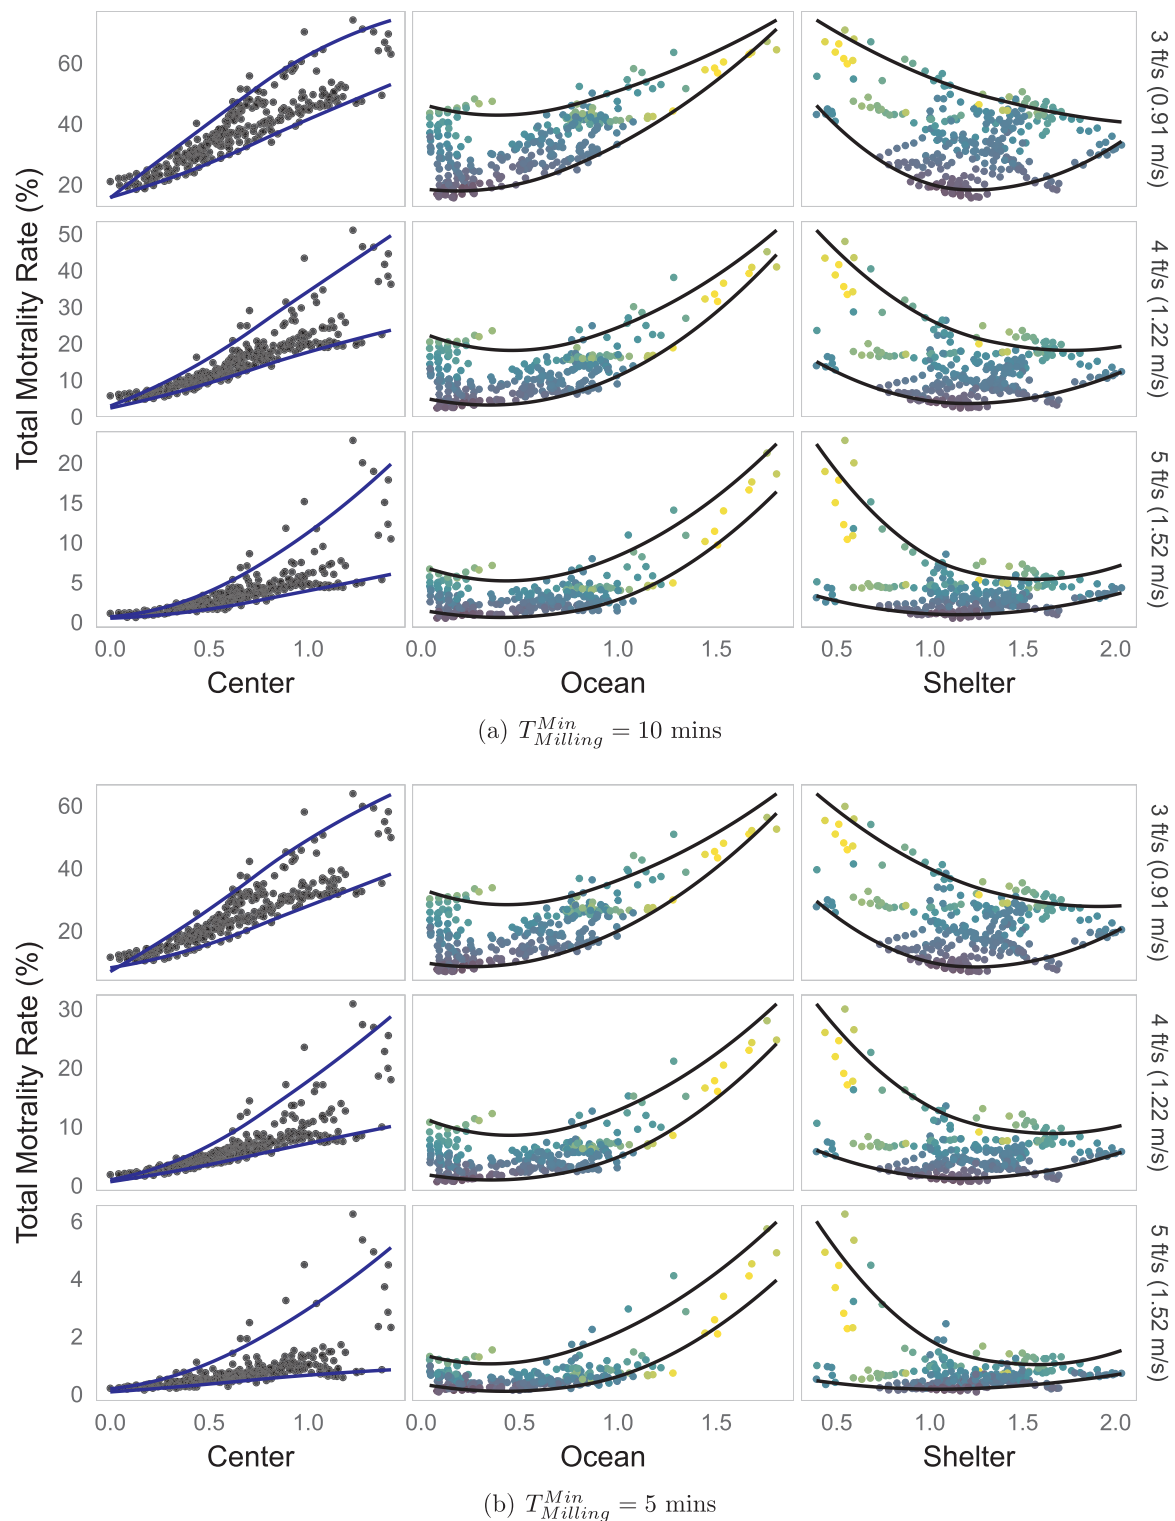 Total Motrality Rate (%)
60
40
20
3 ft/s (0.91 m/s)
50
40
30
20
10
0
4 ft/s (1.22 m/s)
20
15
10
5
0
5 ft/s (1.52 m/s)
0.0 0.5 1.0 0.0 0.5 1.0 1.5 0.5 1.0 1.5 2.0
Center Ocean Shelter
(a) T^{Min}_{Milling} = 10 mins
Total Motrality Rate (%)
60
40
20
3 ft/s (0.91 m/s)
30
20
10
0
4 ft/s (1.22 m/s)
6
4
2
0
5 ft/s (1.52 m/s)
0.0 0.5 1.0 0.0 0.5 1.0 1.5 0.5 1.0 1.5 2.0
Center Ocean Shelter
(b) T^{Min}_{Milling} = 5 mins